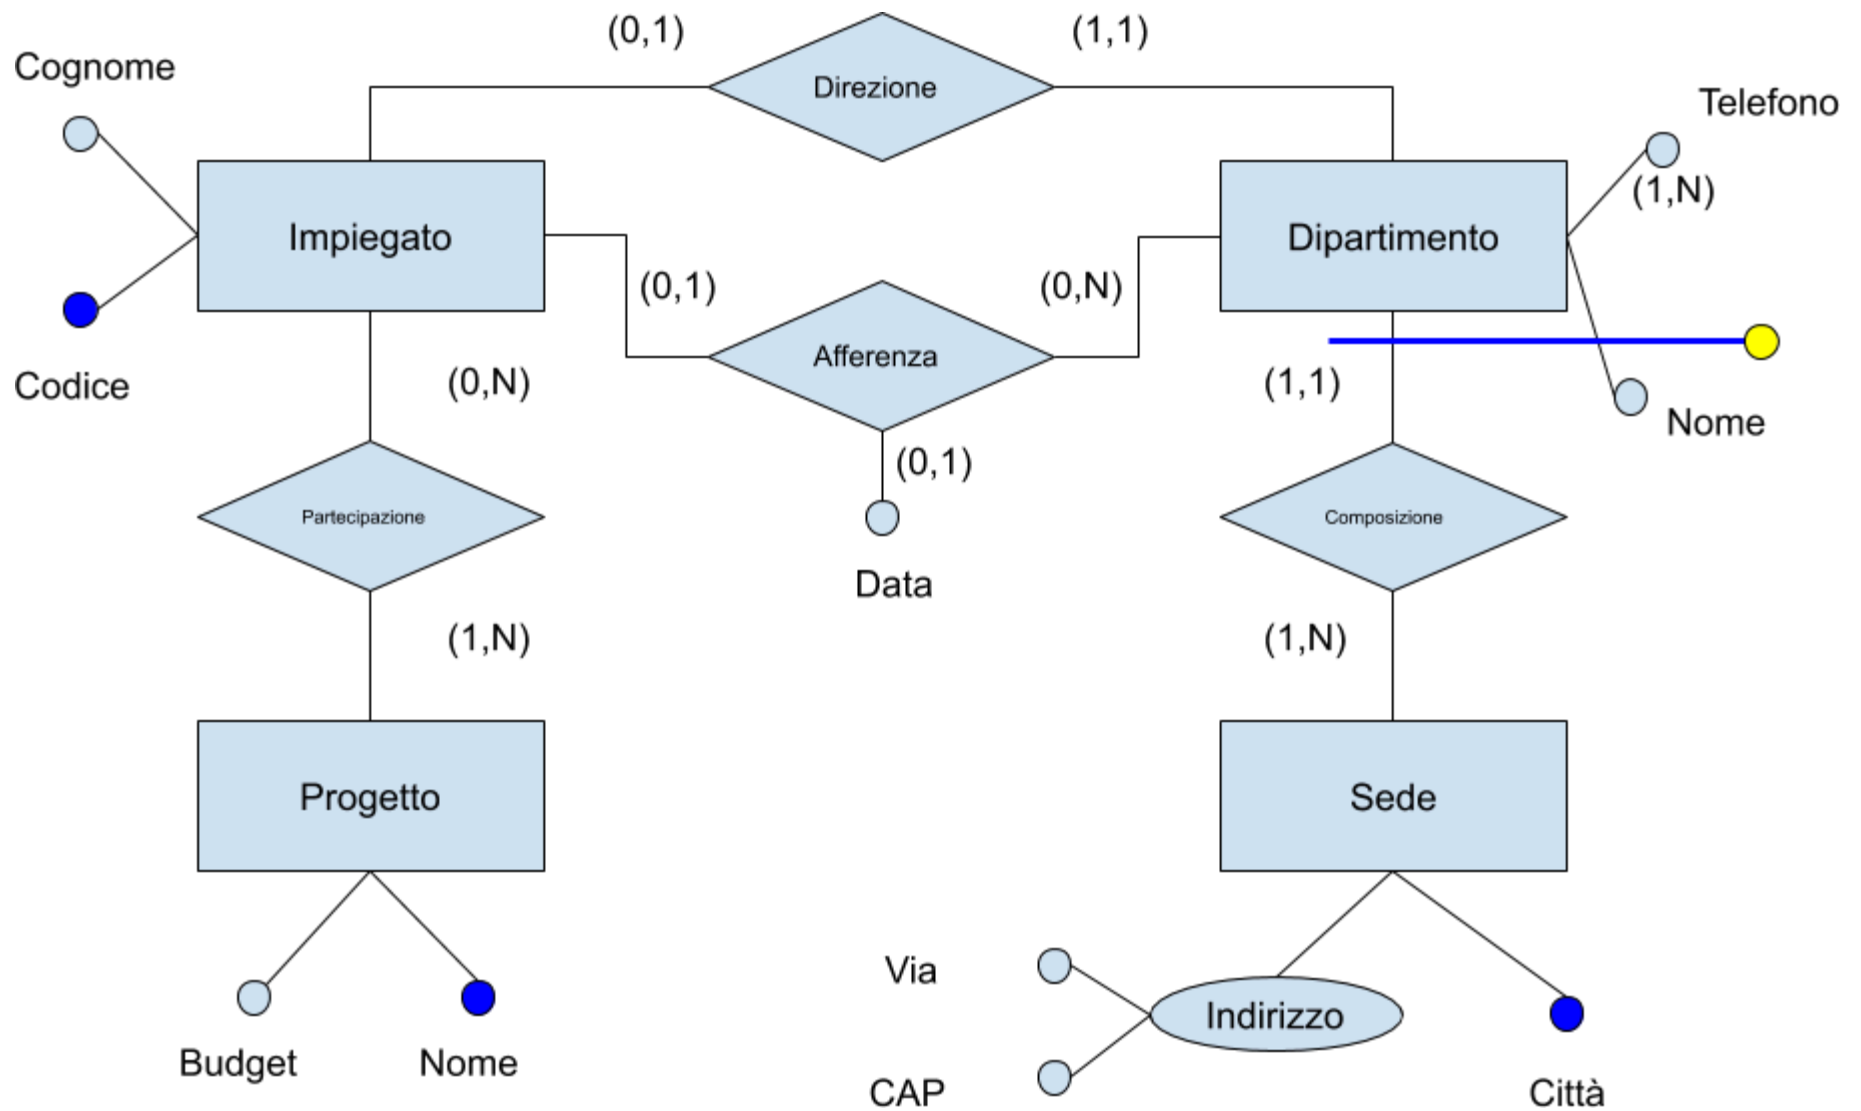 (0,1)
(1,1)
Direzione
Cognome
Telefono
(1,N)
Impiegato
Dipartimento
(0,1)
(0,N)
Afferenza
Codice
(0,N)
(1,1)
Nome
(0,1)
Partecipazione
Composizione
Data
(1,N)
(1,N)
Progetto
Sede
Via
Indirizzo
Budget
Nome
CAP
Città